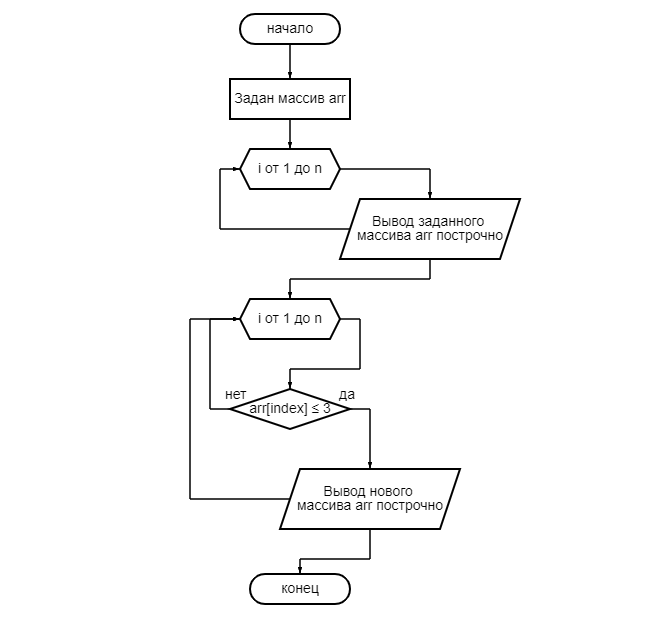 начало
Задан массив arr
i от 1 до n
Вывод заданного
массива arr построчно
i от 1 до n
нет
да
arr[index] ≤ 3
Вывод нового
массива arr построчно
конец